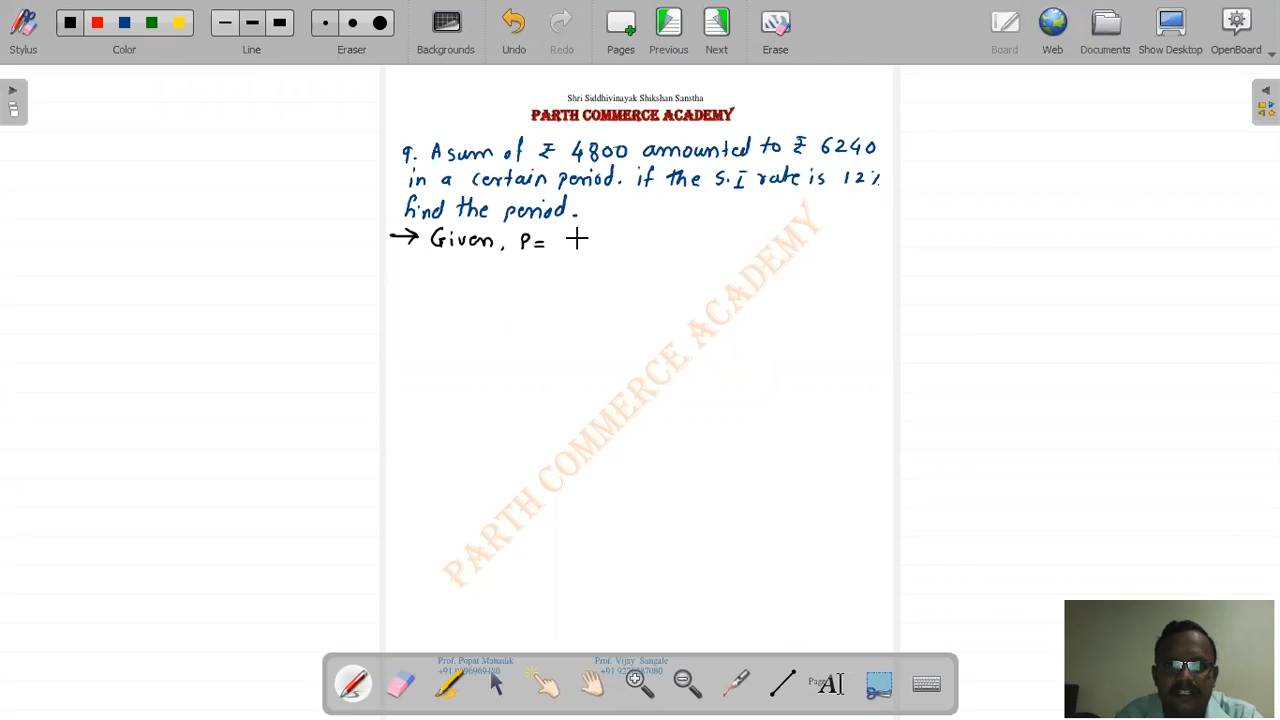 Stylus Color Line Eraser Backgrounds Undo Redo Pages Previous Next Erase Board Web Documents Show Desktop OpenBoard
Shri Siddhivinayak Shikshan Sanstha
PARTH COMMERCE ACADEMY
9. A sum of ₹ 4800 amounted to ₹ 6240
in a certain period. if the S.I rate is 12%
find the period.
→ Given, P=
PARTH COMMERCE ACADEMY
Prof. Popat Prof. Vijay Sangale
+91
Page